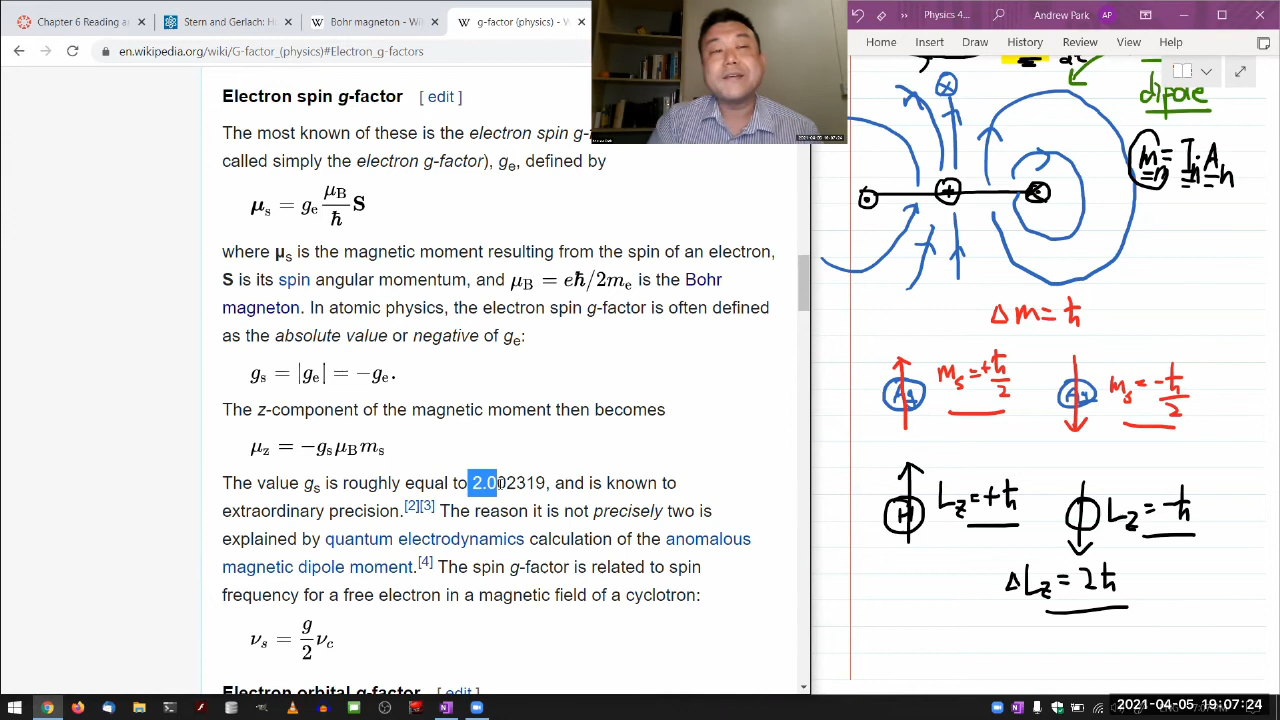 Chapter 6 Reading a
Stern and Gerlach: H
Bohr magneton - Wik
g-factor (physics) - W
en.wikipedia.org/wiki/G-factor_(physics)#Electron_g-factors
Electron spin g-factor [ edit ]
The most known of these is the electron spin g-
called simply the electron g-factor), ge, defined by
μs = ge μB/ħ S
where μs is the magnetic moment resulting from the spin of an electron,
S is its spin angular momentum, and μB = eħ/2me is the Bohr
magneton. In atomic physics, the electron spin g-factor is often defined
as the absolute value or negative of ge:
gs = |ge| = −ge.
The z-component of the magnetic moment then becomes
μz = −gsμBms
The value gs is roughly equal to 2.002319, and is known to
extraordinary precision.[2][3] The reason it is not precisely two is
explained by quantum electrodynamics calculation of the anomalous
magnetic dipole moment.[4] The spin g-factor is related to spin
frequency for a free electron in a magnetic field of a cyclotron:
νs = g/2 νc
Electron orbital g-factor [ edit ]
Physics 4...
Andrew Park AP
Home Insert Draw History Review View Help
dipole
m = I · A
Δm = ħ
Ag ms = +ħ/2 Ag ms = -ħ/2
H Lz = +ħ Lz = -ħ
ΔLz = 2ħ
2021-04-05 19:07:24
2021-04-05 19:07:24